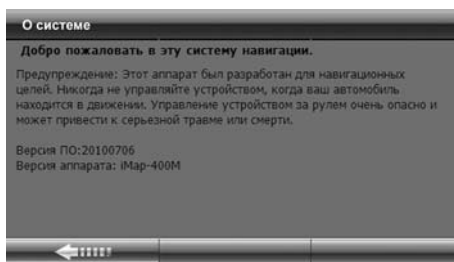 О системе
Добро пожаловать в эту систему навигации.
Предупреждение: Этот аппарат был разработан для навигационных
целей. Никогда не управляйте устройством, когда ваш автомобиль
находится в движении. Управление устройством за рулем очень опасно и
может привести к серьезной травме или смерти.
Версия ПО:20100706
Версия аппарата: iMap-400M